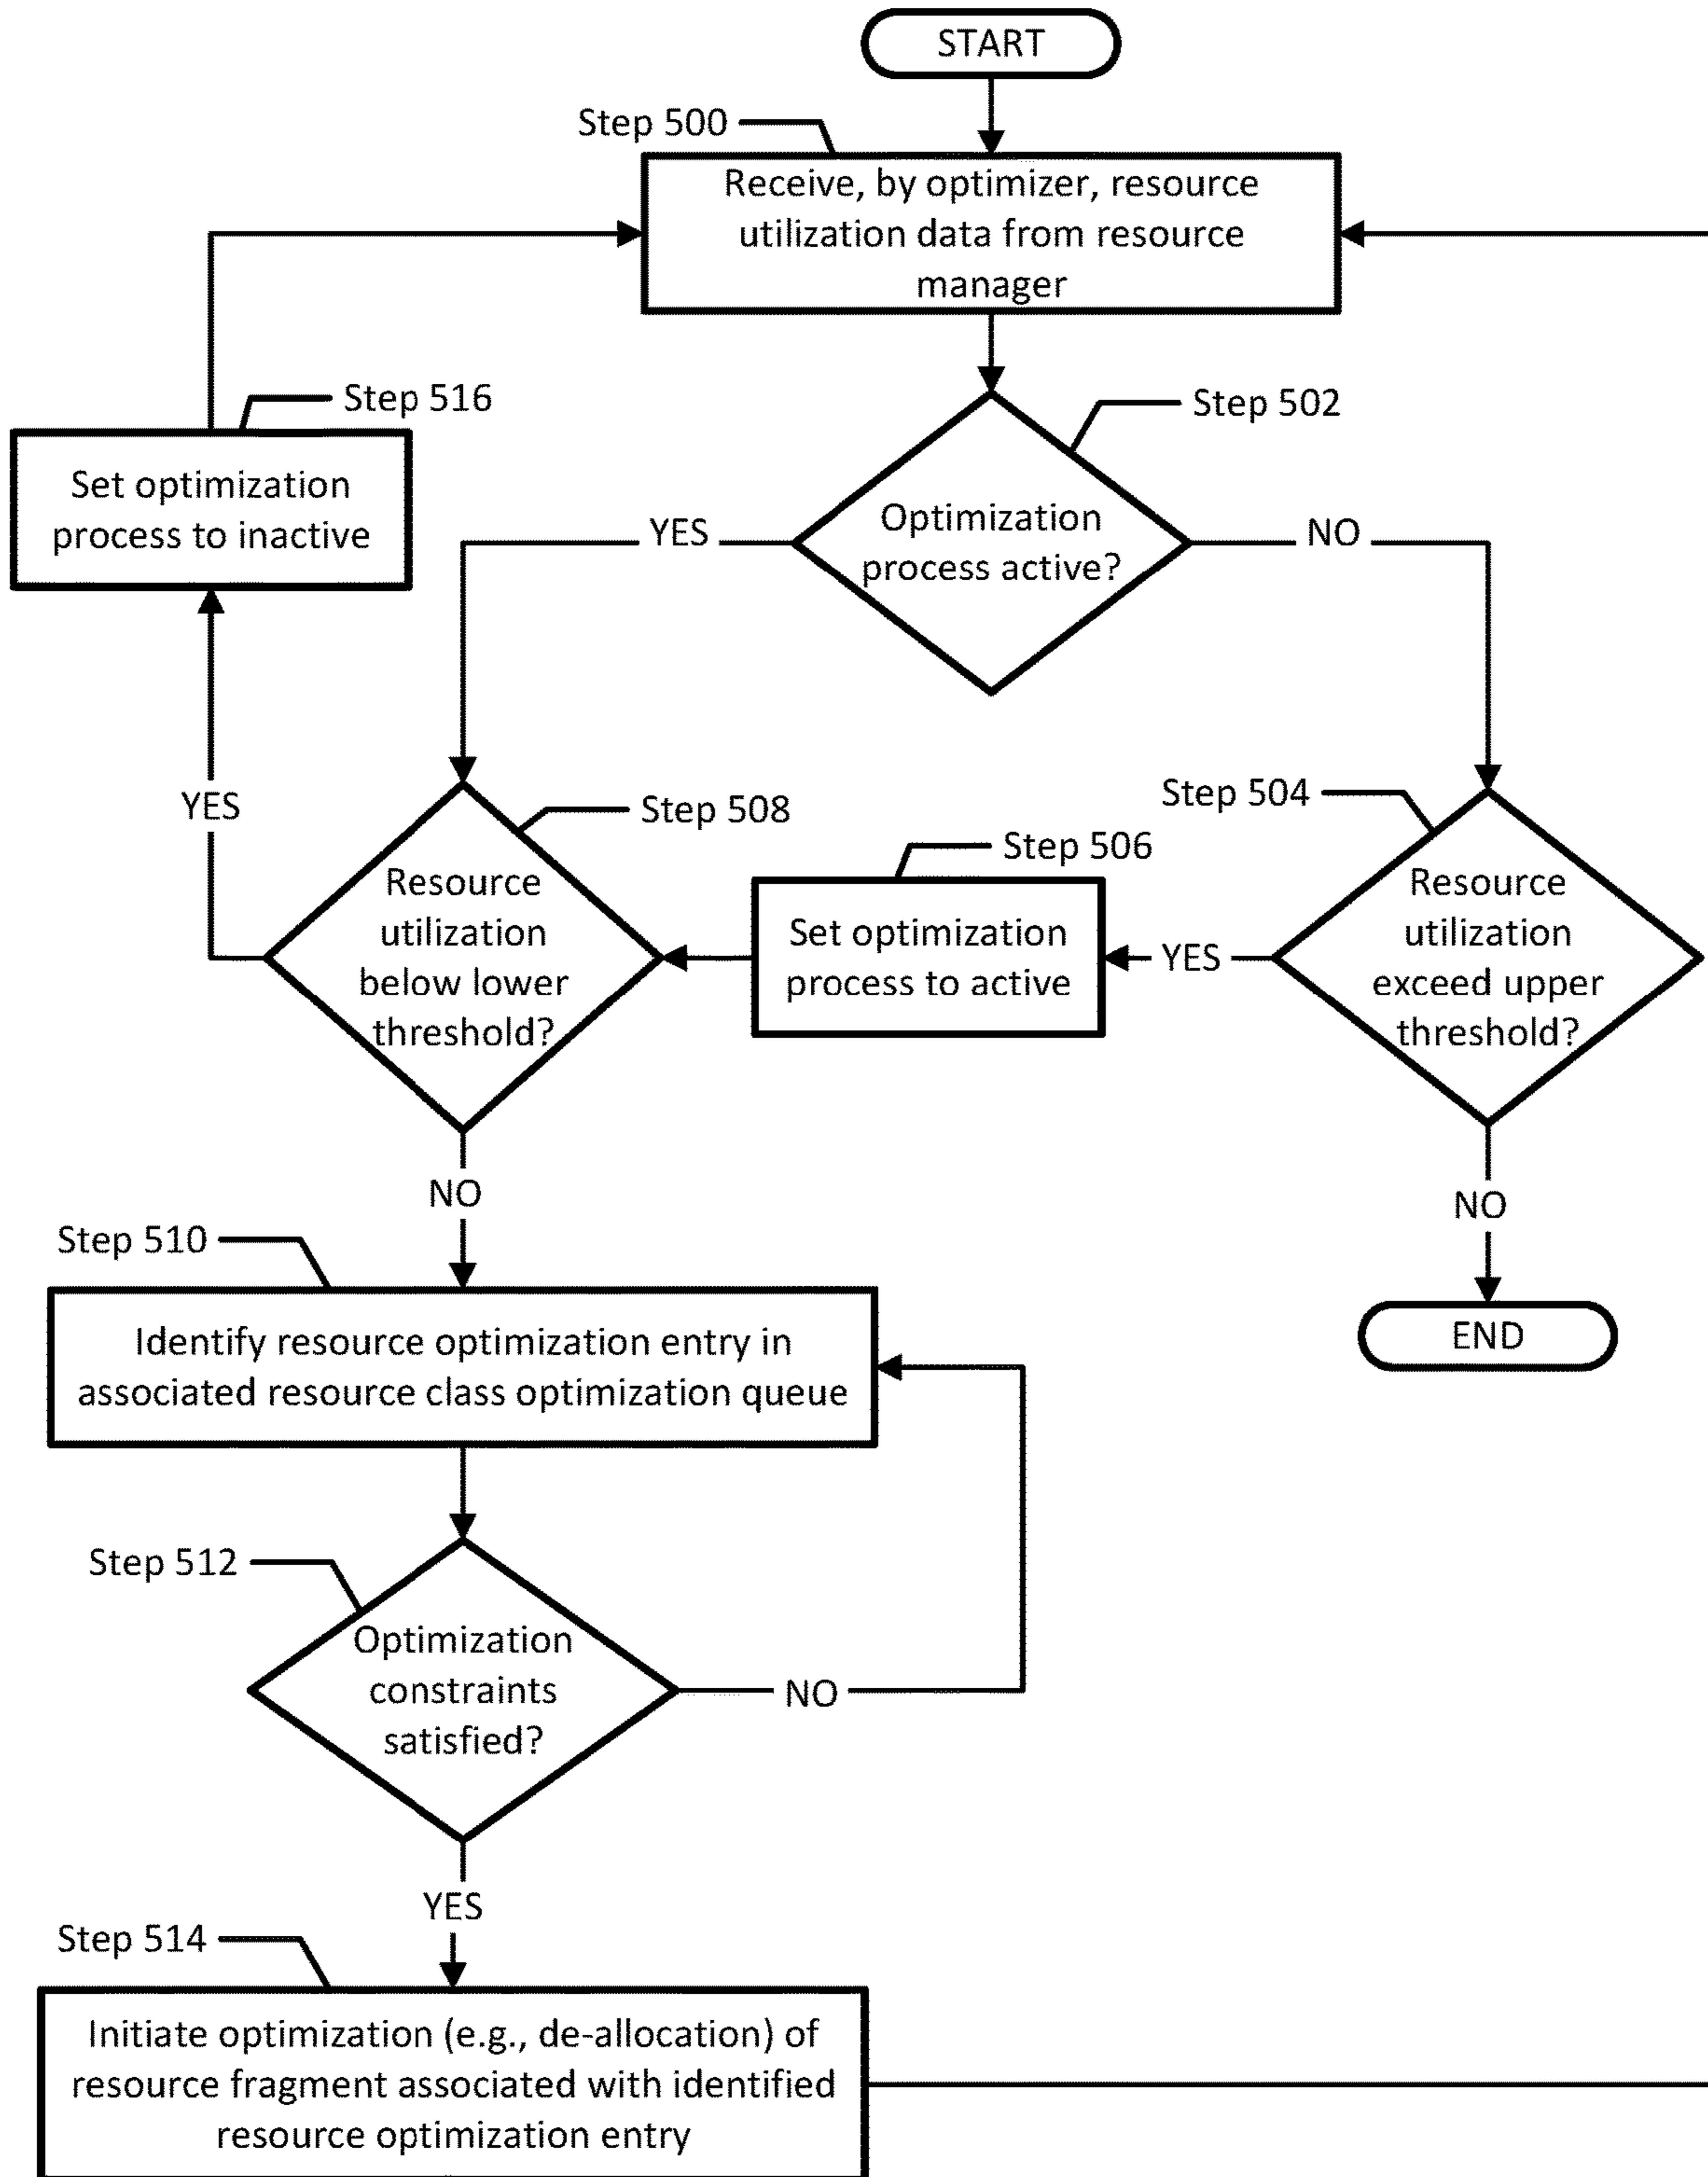 START
Step 500
Receive, by optimizer, resource
utilization data from resource
manager
Step 516
Set optimization
process to inactive
Step 502
Optimization
process active?
YES
NO
YES
Step 508
Resource
utilization
below lower
threshold?
Step 506
Set optimization
process to active
YES
Step 504
Resource
utilization
exceed upper
threshold?
NO
NO
END
Step 510
Identify resource optimization entry in
associated resource class optimization queue
Step 512
Optimization
constraints
satisfied?
NO
YES
Step 514
Initiate optimization (e.g., de-allocation) of
resource fragment associated with identified
resource optimization entry